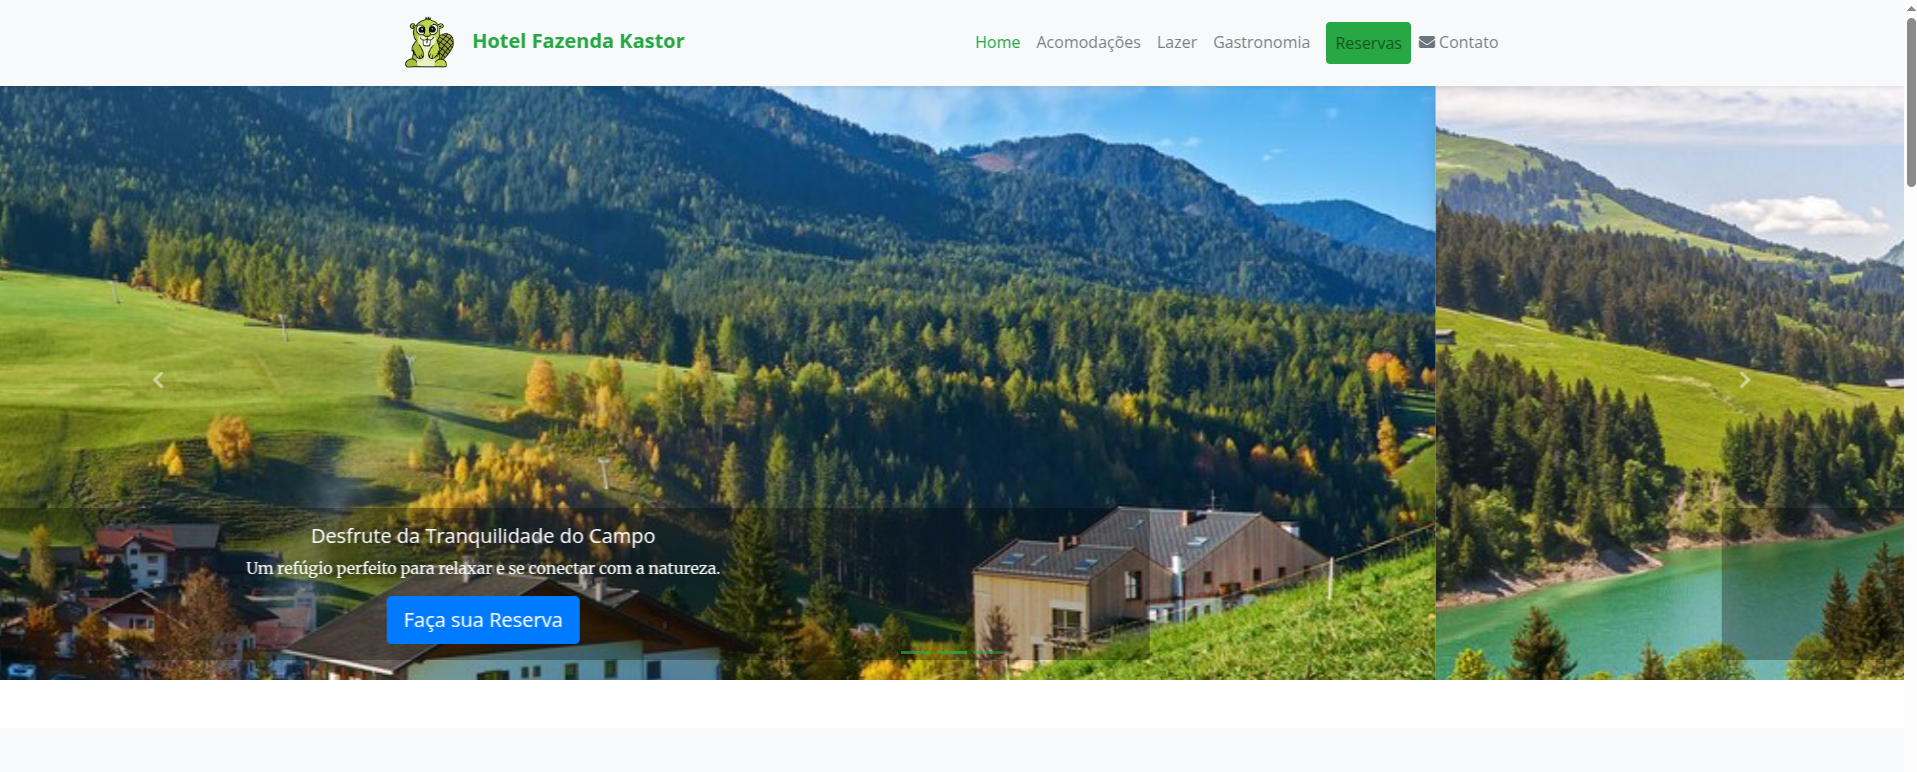 Hotel Fazenda Kastor
Home Acomodações Lazer Gastronomia Reservas Contato
Desfrute da Tranquilidade do Campo
Um refúgio perfeito para relaxar e se conectar com a natureza.
Faça sua Reserva